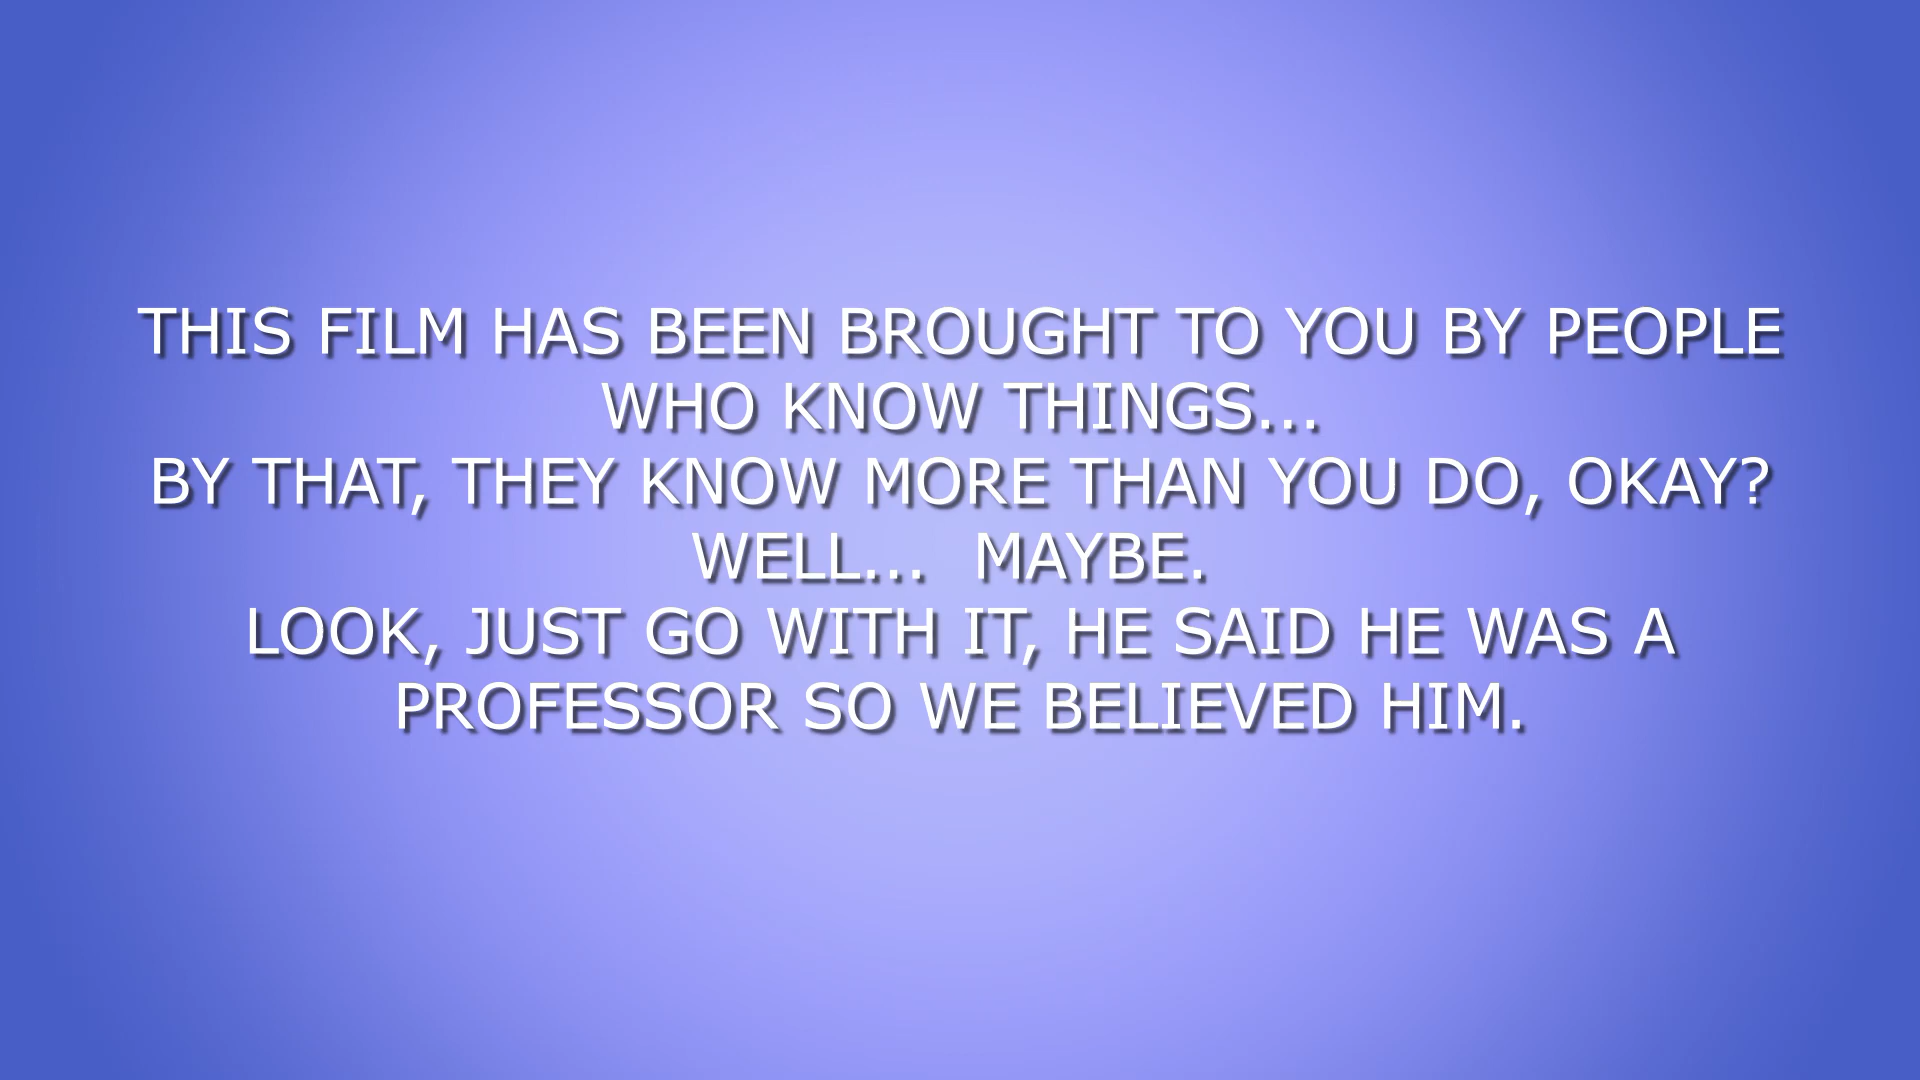 THIS FILM HAS BEEN BROUGHT TO YOU BY PEOPLE
WHO KNOW THINGS...
BY THAT, THEY KNOW MORE THAN YOU DO, OKAY?
WELL...  MAYBE.
LOOK, JUST GO WITH IT, HE SAID HE WAS A
PROFESSOR SO WE BELIEVED HIM.